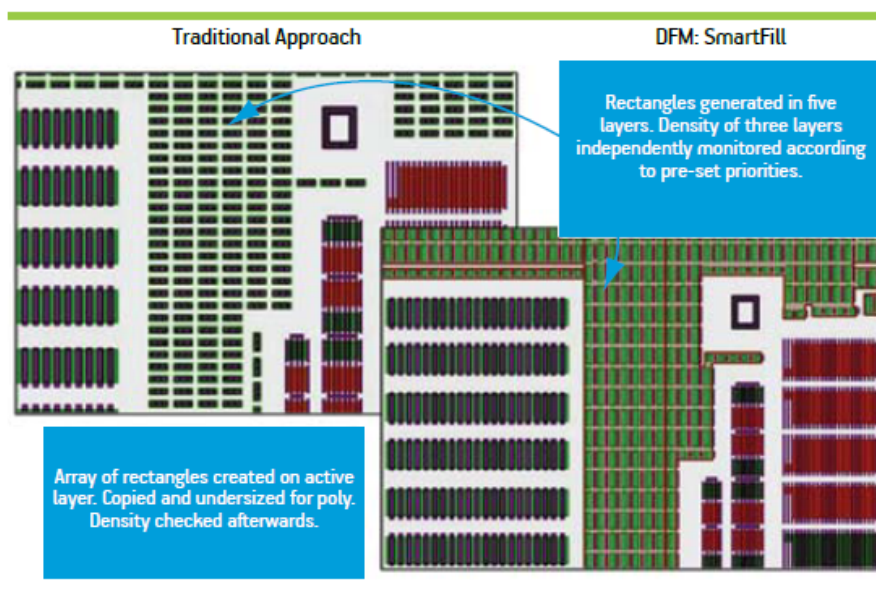 Traditional Approach
DFM: SmartFill
Rectangles generated in five
layers. Density of three layers
independently monitored according
to pre-set priorities.
Array of rectangles created on active
layer. Copied and undersized for poly.
Density checked afterwards.